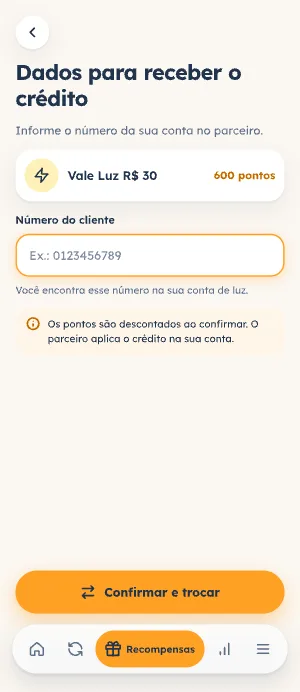 Dados para receber o
crédito
Informe o número da sua conta no parceiro.
Vale Luz R$ 30
600 pontos
Número do cliente
Ex.: 0123456789
Você encontra esse número na sua conta de luz.
Os pontos são descontados ao confirmar. O
parceiro aplica o crédito na sua conta.
Confirmar e trocar
Recompensas